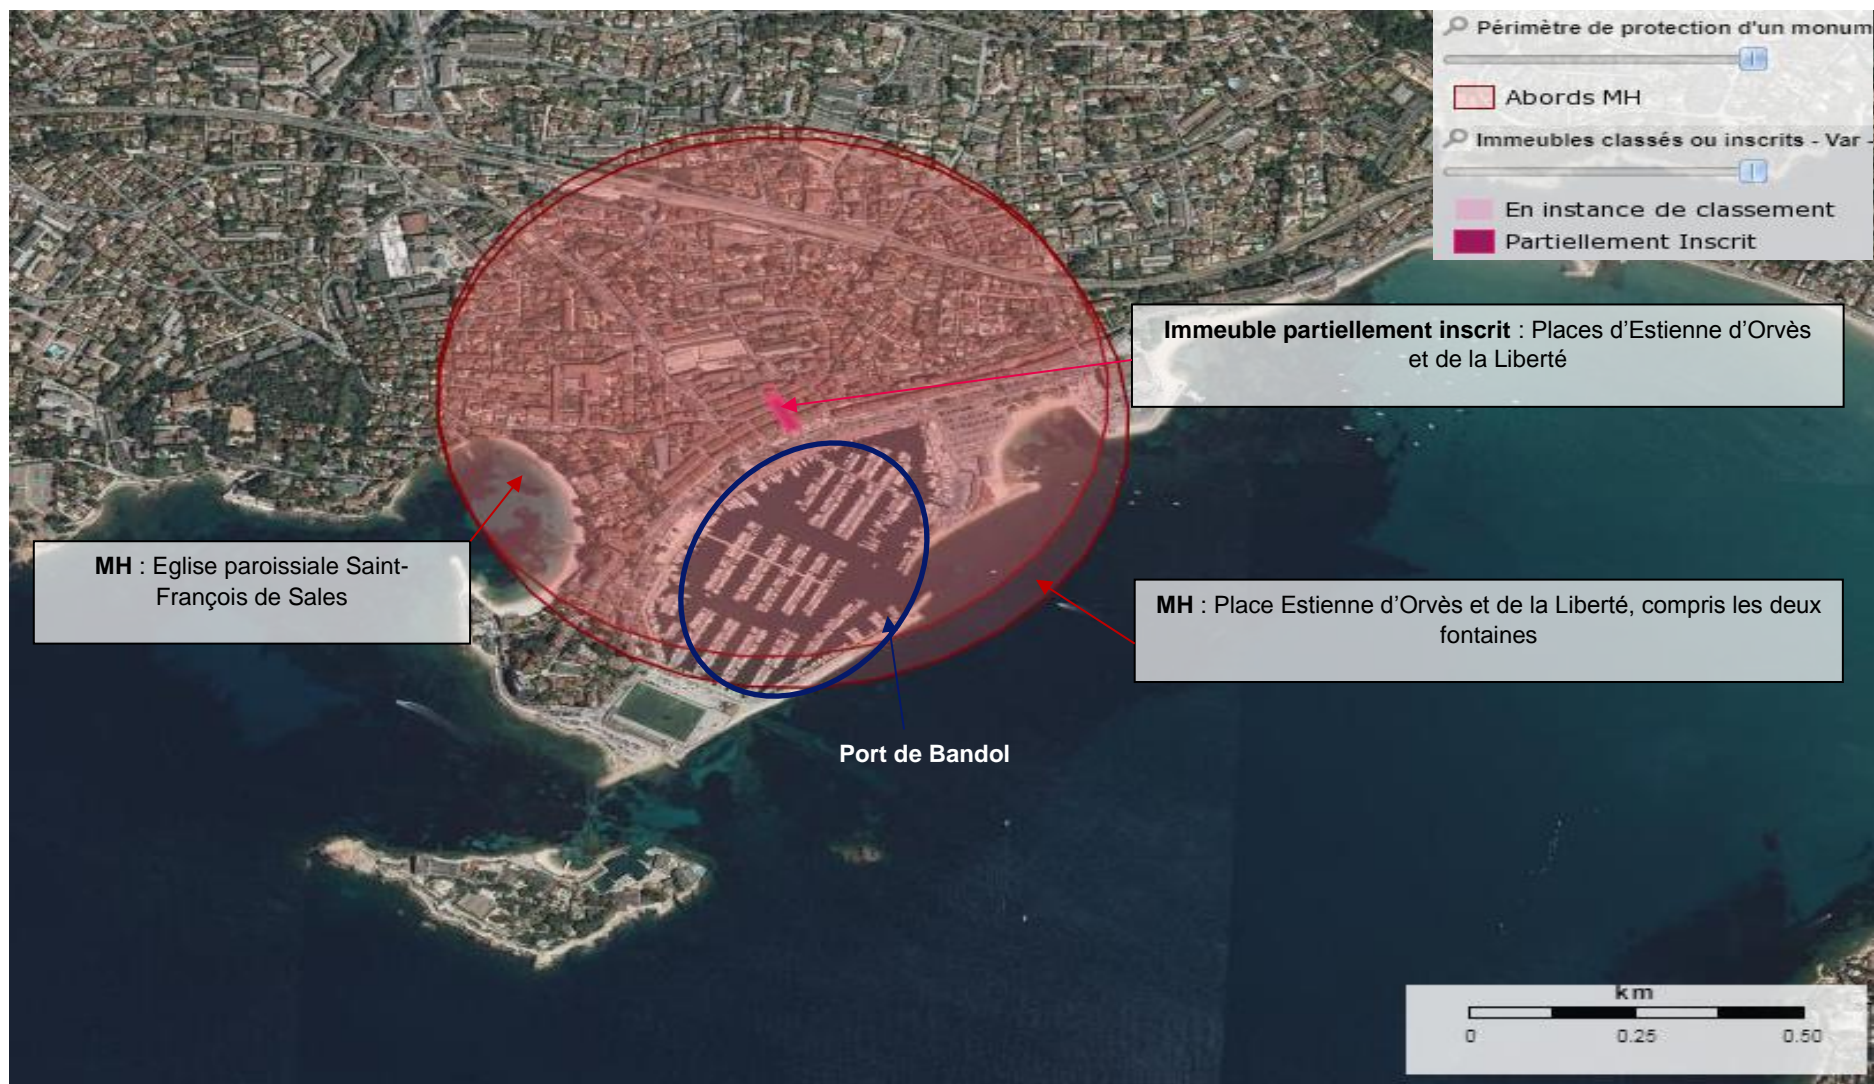 Périmètre de protection d'un monum
Abords MH
Immeubles classés ou inscrits - Var -
En instance de classement
Partiellement Inscrit
Immeuble partiellement inscrit : Places d'Estienne d'Orvès
et de la Liberté
MH : Eglise paroissiale Saint-
François de Sales
MH : Place Estienne d'Orvès et de la Liberté, compris les deux
fontaines
Port de Bandol
km
0 0.25 0.50